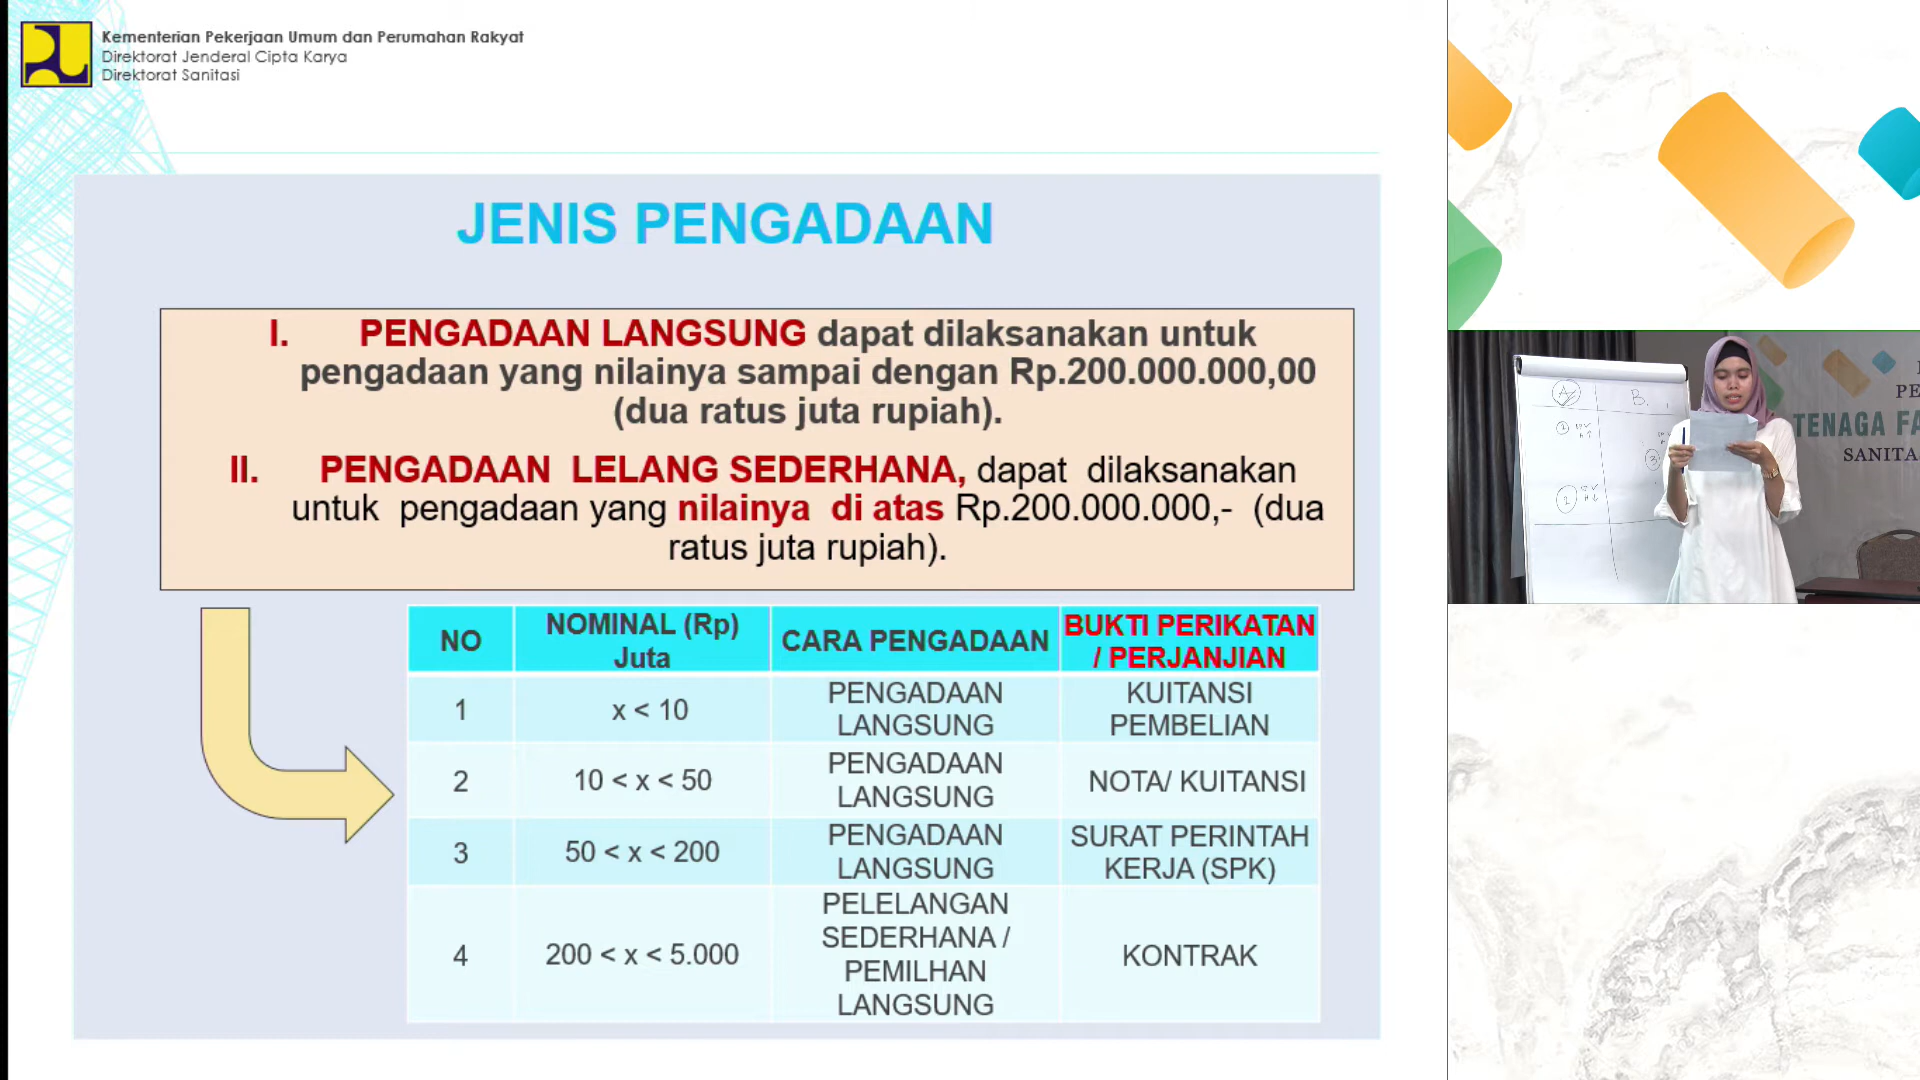 Kementerian Pekerjaan Umum dan Perumahan Rakyat
Direktorat Jenderal Cipta Karya
Direktorat Sanitasi
JENIS PENGADAAN
I. PENGADAAN LANGSUNG dapat dilaksanakan untuk
pengadaan yang nilainya sampai dengan Rp.200.000.000,00
(dua ratus juta rupiah).
II. PENGADAAN LELANG SEDERHANA, dapat dilaksanakan
untuk pengadaan yang nilainya di atas Rp.200.000.000,- (dua
ratus juta rupiah).
NO
NOMINAL (Rp)
Juta
CARA PENGADAAN
BUKTI PERIKATAN
/ PERJANJIAN
1
x < 10
PENGADAAN
LANGSUNG
KUITANSI
PEMBELIAN
2
10 < x < 50
PENGADAAN
LANGSUNG
NOTA/ KUITANSI
3
50 < x < 200
PENGADAAN
LANGSUNG
SURAT PERINTAH
KERJA (SPK)
4
200 < x < 5.000
PELELANGAN
SEDERHANA /
PEMILHAN
LANGSUNG
KONTRAK
B.
PE
TENAGA FA
SANITA